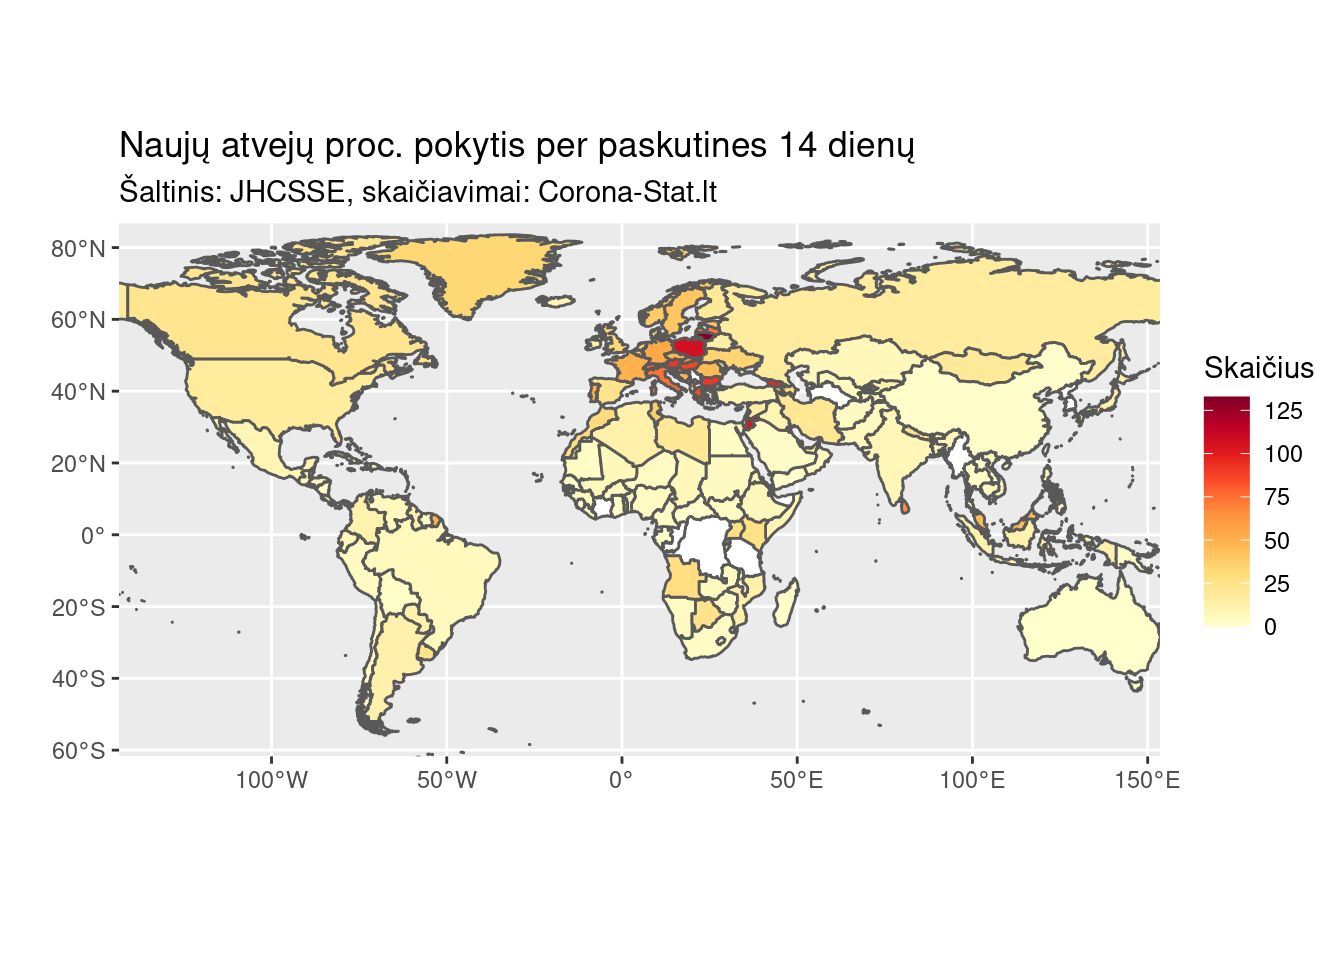 Naujų atvejų proc. pokytis per paskutines 14 dienų
Šaltinis: JHCSSE, skaičiavimai: Corona-Stat.lt
80°N
60°N
40°N
20°N
0°
20°S
40°S
60°S
100°W
50°W
0°
50°E
100°E
150°E
Skaičius
125
100
75
50
25
0